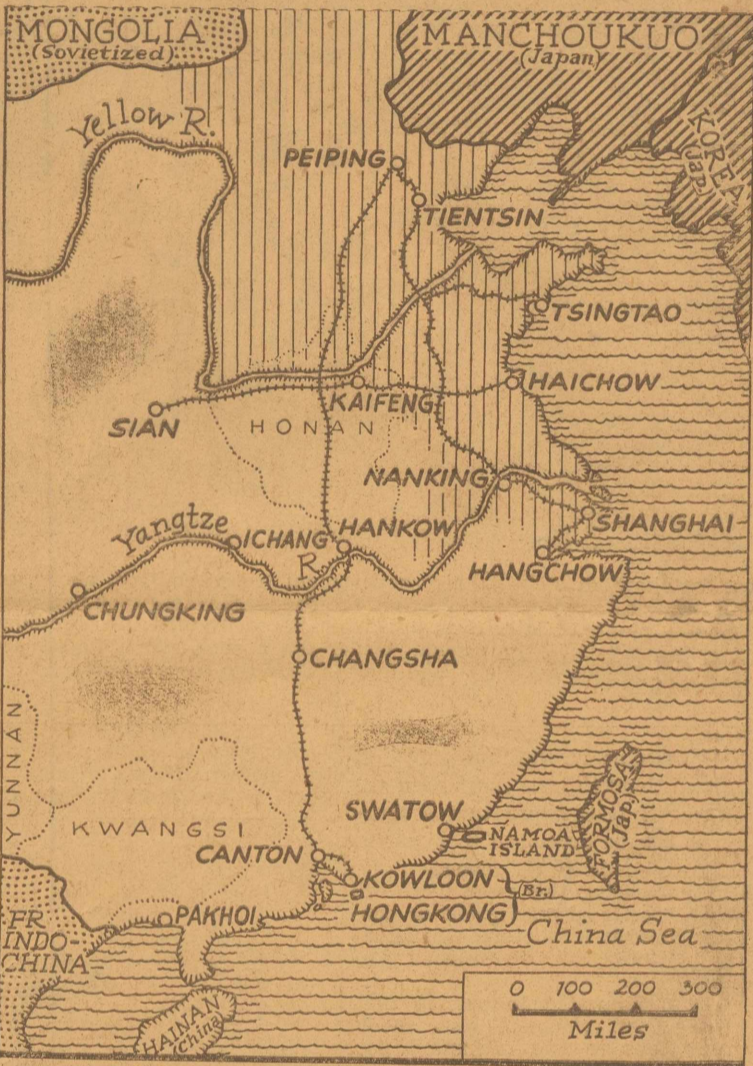 MONGOLIA
(Sovietized)
MANCHOUKUO
(Japan)
Yellow R.
KOREA
(Jap.)
PEIPING
TIENTSIN
TSINGTAO
HAICHOW
KAIFENG
SIAN
HONAN
NANKING
SHANGHAI
Yangtze
R.
ICHANG
HANKOW
HANGCHOW
CHUNGKING
CHANGSHA
YUNNAN
KWANGSI
SWATOW
NAMOA
ISLAND
FORMOSA
(Jap.)
CANTON
KOWLOON
HONGKONG
(Br.)
PAKHOI
FR.
INDO-
CHINA
China Sea
HAINAN
(China)
0 100 200 300
Miles